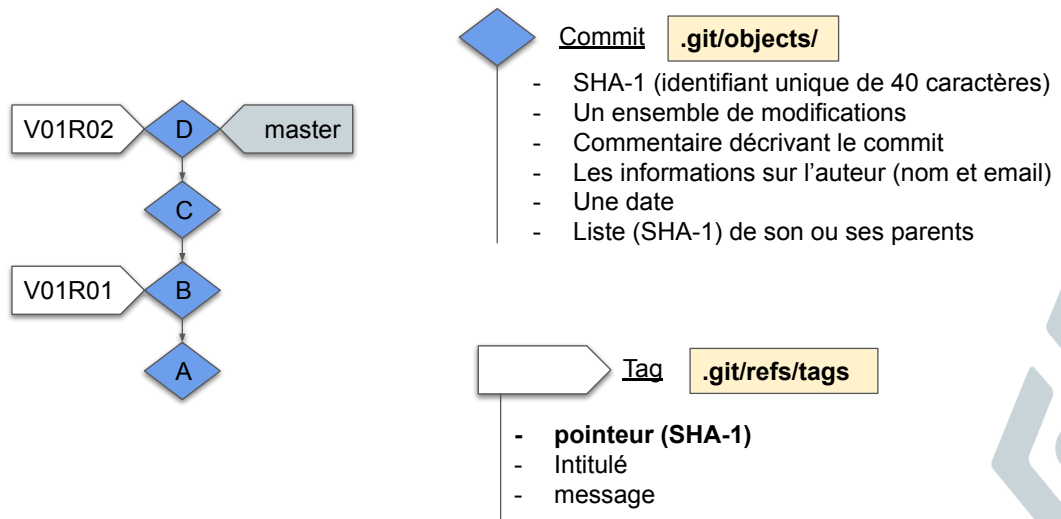 V01R02
D
master
C
V01R01
B
A
Commit
.git/objects/
- SHA-1 (identifiant unique de 40 caractères)
- Un ensemble de modifications
- Commentaire décrivant le commit
- Les informations sur l’auteur (nom et email)
- Une date
- Liste (SHA-1) de son ou ses parents
Tag
.git/refs/tags
- pointeur (SHA-1)
- Intitulé
- message